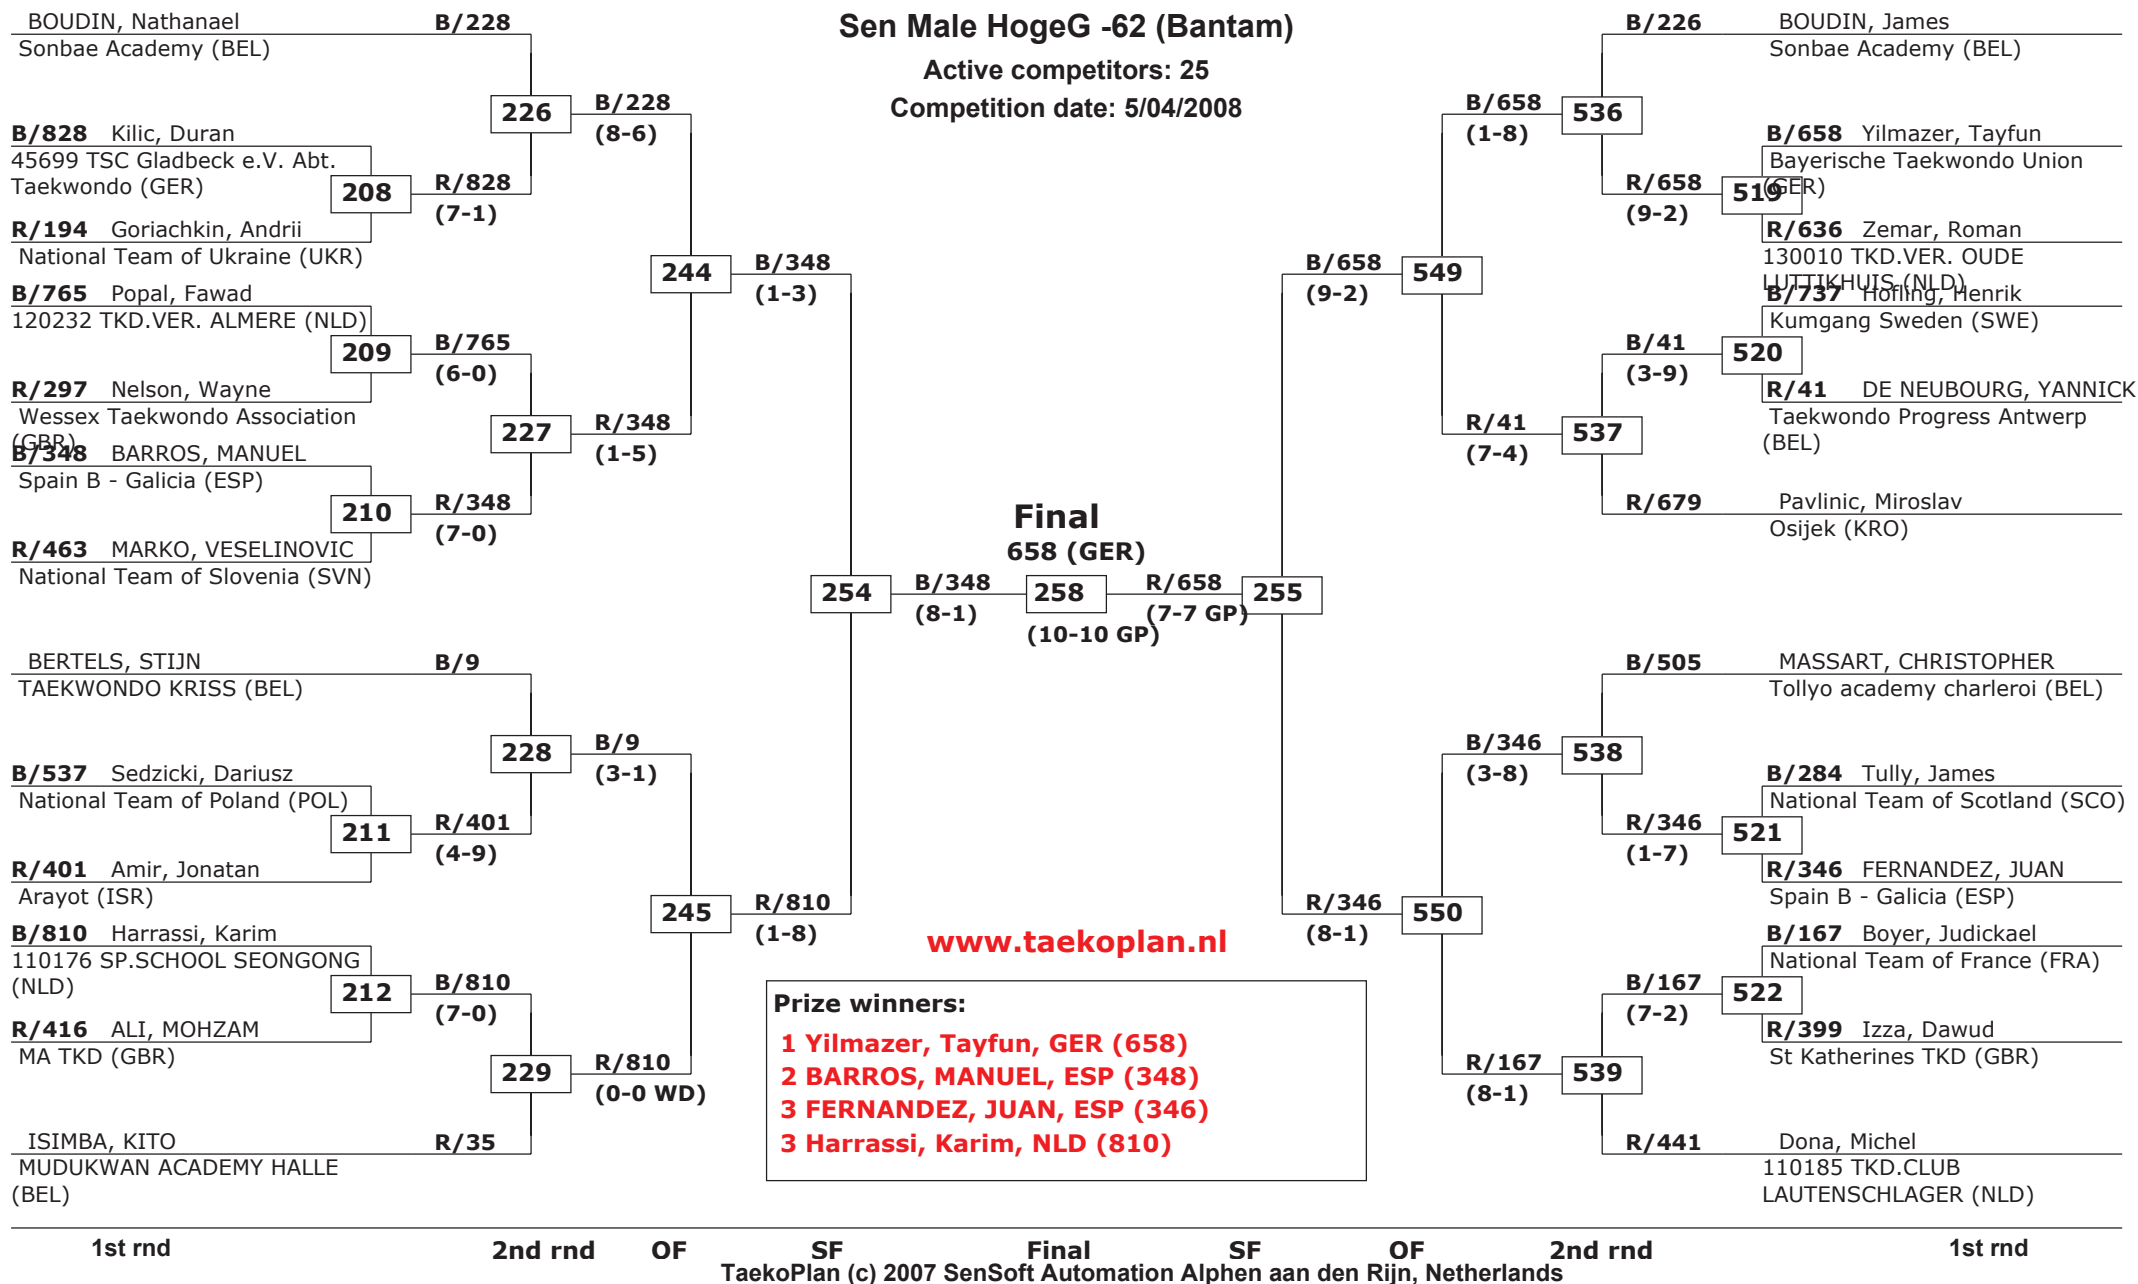 Sen Male HogeG -62 (Bantam)
Active competitors: 25
Competition date: 5/04/2008
BOUDIN, Nathanael
B/228
Sonbae Academy (BEL)
226
B/228
(8-6)
B/828 Kilic, Duran
45699 TSC Gladbeck e.V. Abt.
Taekwondo (GER)
208
R/828
(7-1)
R/194 Goriachkin, Andrii
National Team of Ukraine (UKR)
244
B/348
(1-3)
B/765 Popal, Fawad
120232 TKD.VER. ALMERE (NLD)
209
B/765
(6-0)
R/297 Nelson, Wayne
Wessex Taekwondo Association
(GBR)
227
R/348
(1-5)
B/348 BARROS, MANUEL
Spain B - Galicia (ESP)
210
R/348
(7-0)
R/463 MARKO, VESELINOVIC
National Team of Slovenia (SVN)
254
B/348
(8-1)
BERTELS, STIJN
B/9
TAEKWONDO KRISS (BEL)
228
B/9
(3-1)
B/537 Sedzicki, Dariusz
National Team of Poland (POL)
211
R/401
(4-9)
R/401 Amir, Jonatan
Arayot (ISR)
245
R/810
(1-8)
B/810 Harrassi, Karim
110176 SP.SCHOOL SEONGONG
(NLD)
212
B/810
(7-0)
R/416 ALI, MOHZAM
MA TKD (GBR)
229
R/810
(0-0 WD)
ISIMBA, KITO
R/35
MUDUKWAN ACADEMY HALLE
(BEL)
Final
658 (GER)
258
(10-10 GP)
R/658
(7-7 GP)
255
B/226
BOUDIN, James
Sonbae Academy (BEL)
B/658
(1-8)
536
B/658 Yilmazer, Tayfun
Bayerische Taekwondo Union
(GER)
R/658
(9-2)
519
R/636 Zemar, Roman
130010 TKD.VER. OUDE
LUTTIKHUIS (NLD)
B/658
(9-2)
549
B/737 Hofling, Henrik
Kumgang Sweden (SWE)
B/41
(3-9)
520
R/41 DE NEUBOURG, YANNICK
Taekwondo Progress Antwerp
(BEL)
R/41
(7-4)
537
R/679
Pavlinic, Miroslav
Osijek (KRO)
B/505
MASSART, CHRISTOPHER
Tollyo academy charleroi (BEL)
B/346
(3-8)
538
B/284 Tully, James
National Team of Scotland (SCO)
R/346
(1-7)
521
R/346 FERNANDEZ, JUAN
Spain B - Galicia (ESP)
R/346
(8-1)
550
B/167 Boyer, Judickael
National Team of France (FRA)
B/167
(7-2)
522
R/399 Izza, Dawud
St Katherines TKD (GBR)
R/167
(8-1)
539
R/441
Dona, Michel
110185 TKD.CLUB
LAUTENSCHLAGER (NLD)
www.taekoplan.nl
Prize winners:
1 Yilmazer, Tayfun, GER (658)
2 BARROS, MANUEL, ESP (348)
3 FERNANDEZ, JUAN, ESP (346)
3 Harrassi, Karim, NLD (810)
1st rnd 2nd rnd OF SF Final SF OF 2nd rnd 1st rnd
TaekoPlan (c) 2007 SenSoft Automation Alphen aan den Rijn, Netherlands